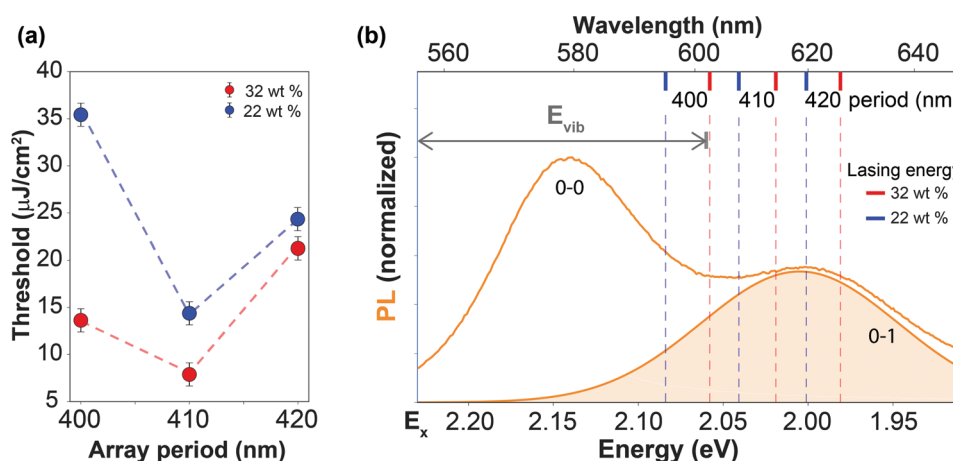 (a)
40
35
30
25
20
15
10
5
400
410
420
Threshold (μJ/cm²)
Array period (nm)
32 wt %
22 wt %
(b)
Wavelength (nm)
560
580
600
620
640
400
410
420
period (nm
E_vib
0-0
0-1
Lasing energy
32 wt %
22 wt %
PL (normalized)
E_x
2.20
2.15
2.10
2.05
2.00
1.95
Energy (eV)